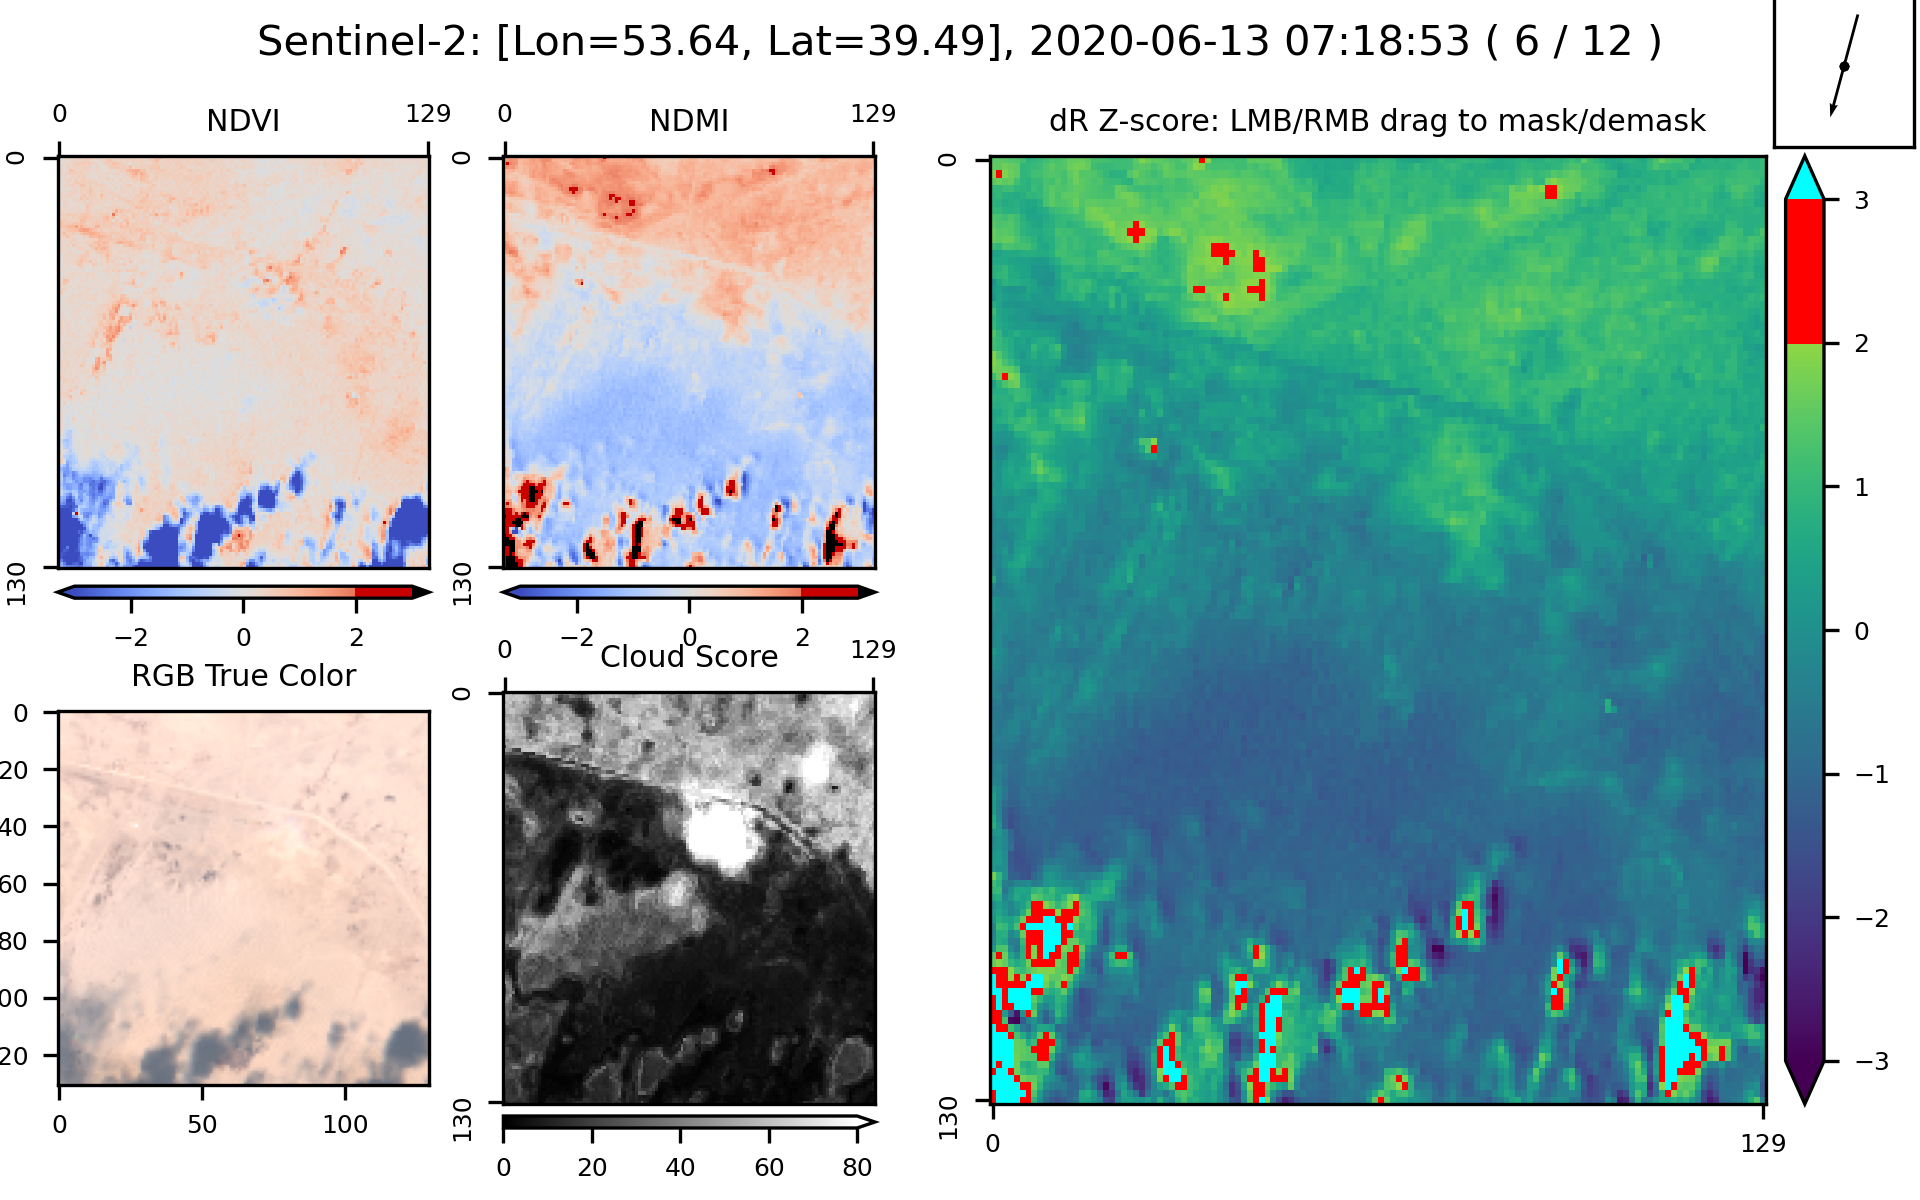 Sentinel-2: [Lon=53.64, Lat=39.49], 2020-06-13 07:18:53 ( 6 / 12 )
NDVI
0 129
0
130
−2 0 2
NDMI
0 129
0
130
−2 0 2
dR Z-score: LMB/RMB drag to mask/demask
0
130
0 129
3
2
1
0
−1
−2
−3
RGB True Color
0
20
40
60
80
00
20
0 50 100
Cloud Score
0 129
0
130
0 20 40 60 80